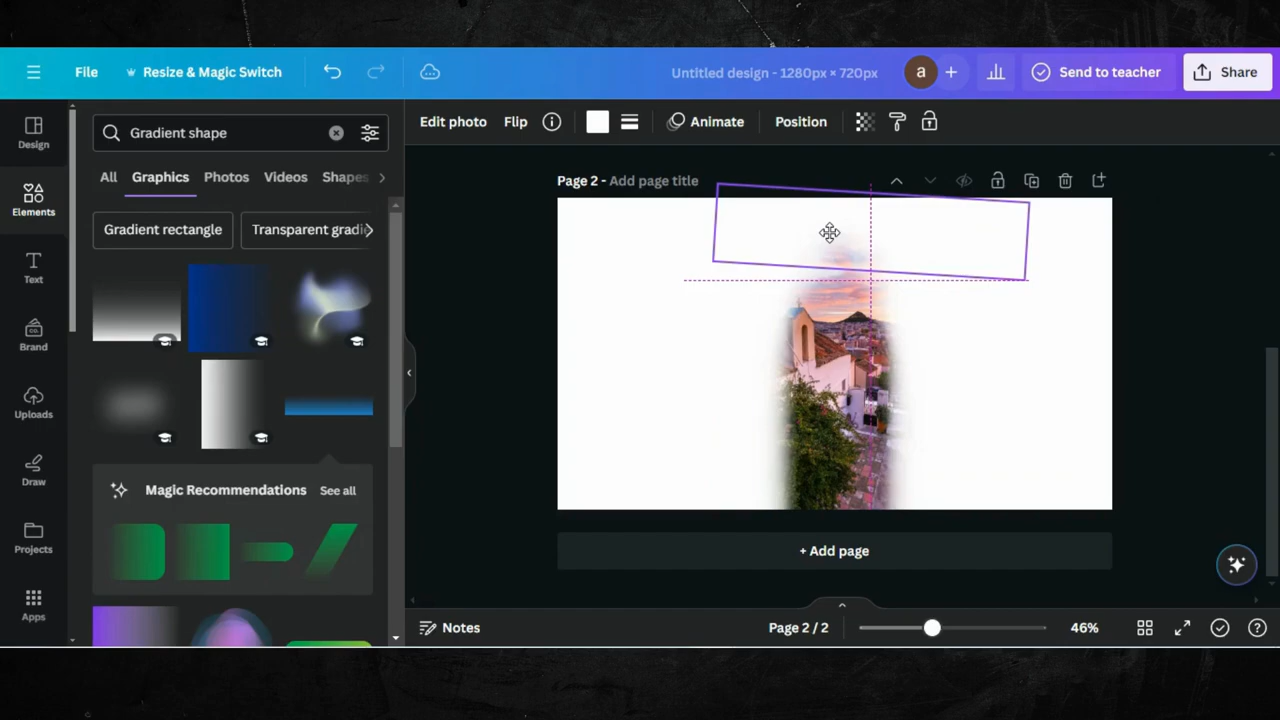 File
Resize & Magic Switch
Untitled design - 1280px × 720px
a
Send to teacher
Share
Design
Elements
Text
Brand
Uploads
Draw
Projects
Apps
Gradient shape
All Graphics Photos Videos Shapes
Gradient rectangle
Transparent gradi
Magic Recommendations
See all
Edit photo
Flip
Animate
Position
Page 2 - Add page title
+ Add page
Notes
Page 2 / 2
46%